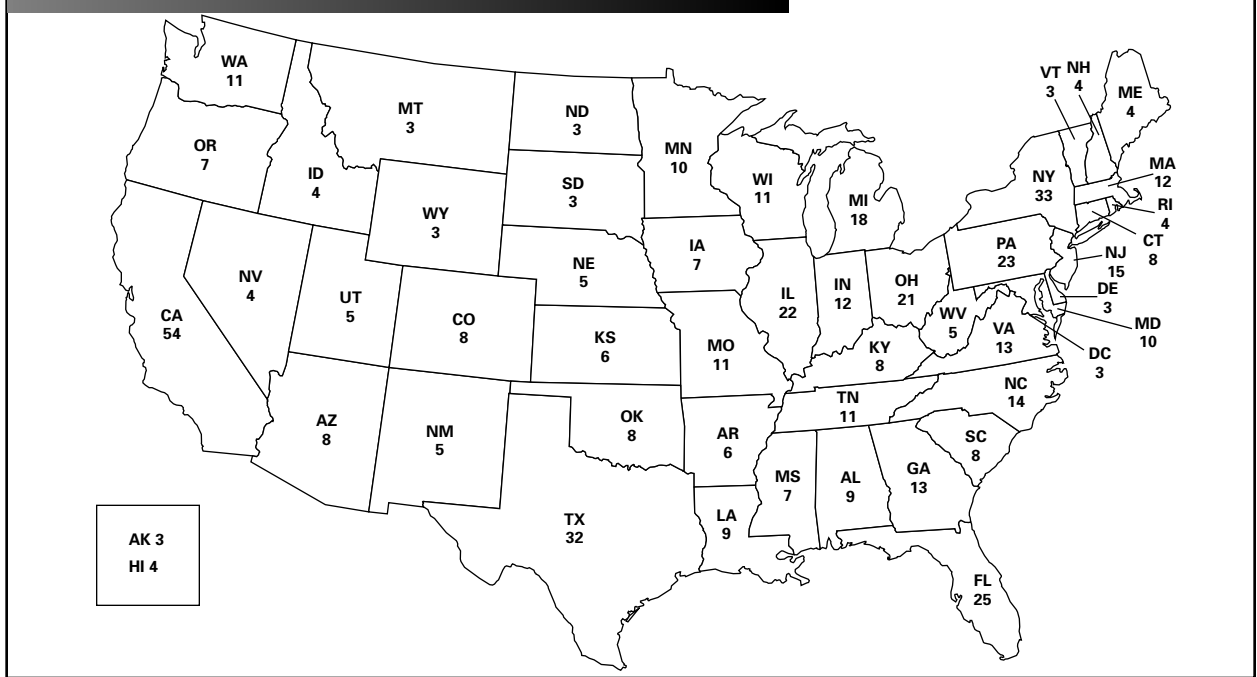 WA
11
MT
3
ND
3
MN
10
VT
3
NH
4
ME
4
OR
7
ID
4
SD
3
WI
11
MI
18
NY
33
MA
12
RI
4
CT
8
WY
3
IA
7
PA
23
NJ
15
NV
4
UT
5
NE
5
IL
22
IN
12
OH
21
DE
3
MD
10
CA
54
CO
8
KS
6
MO
11
KY
8
WV
5
VA
13
DC
3
AZ
8
NM
5
OK
8
AR
6
TN
11
NC
14
SC
8
MS
7
AL
9
GA
13
TX
32
LA
9
AK 3
HI 4
FL
25